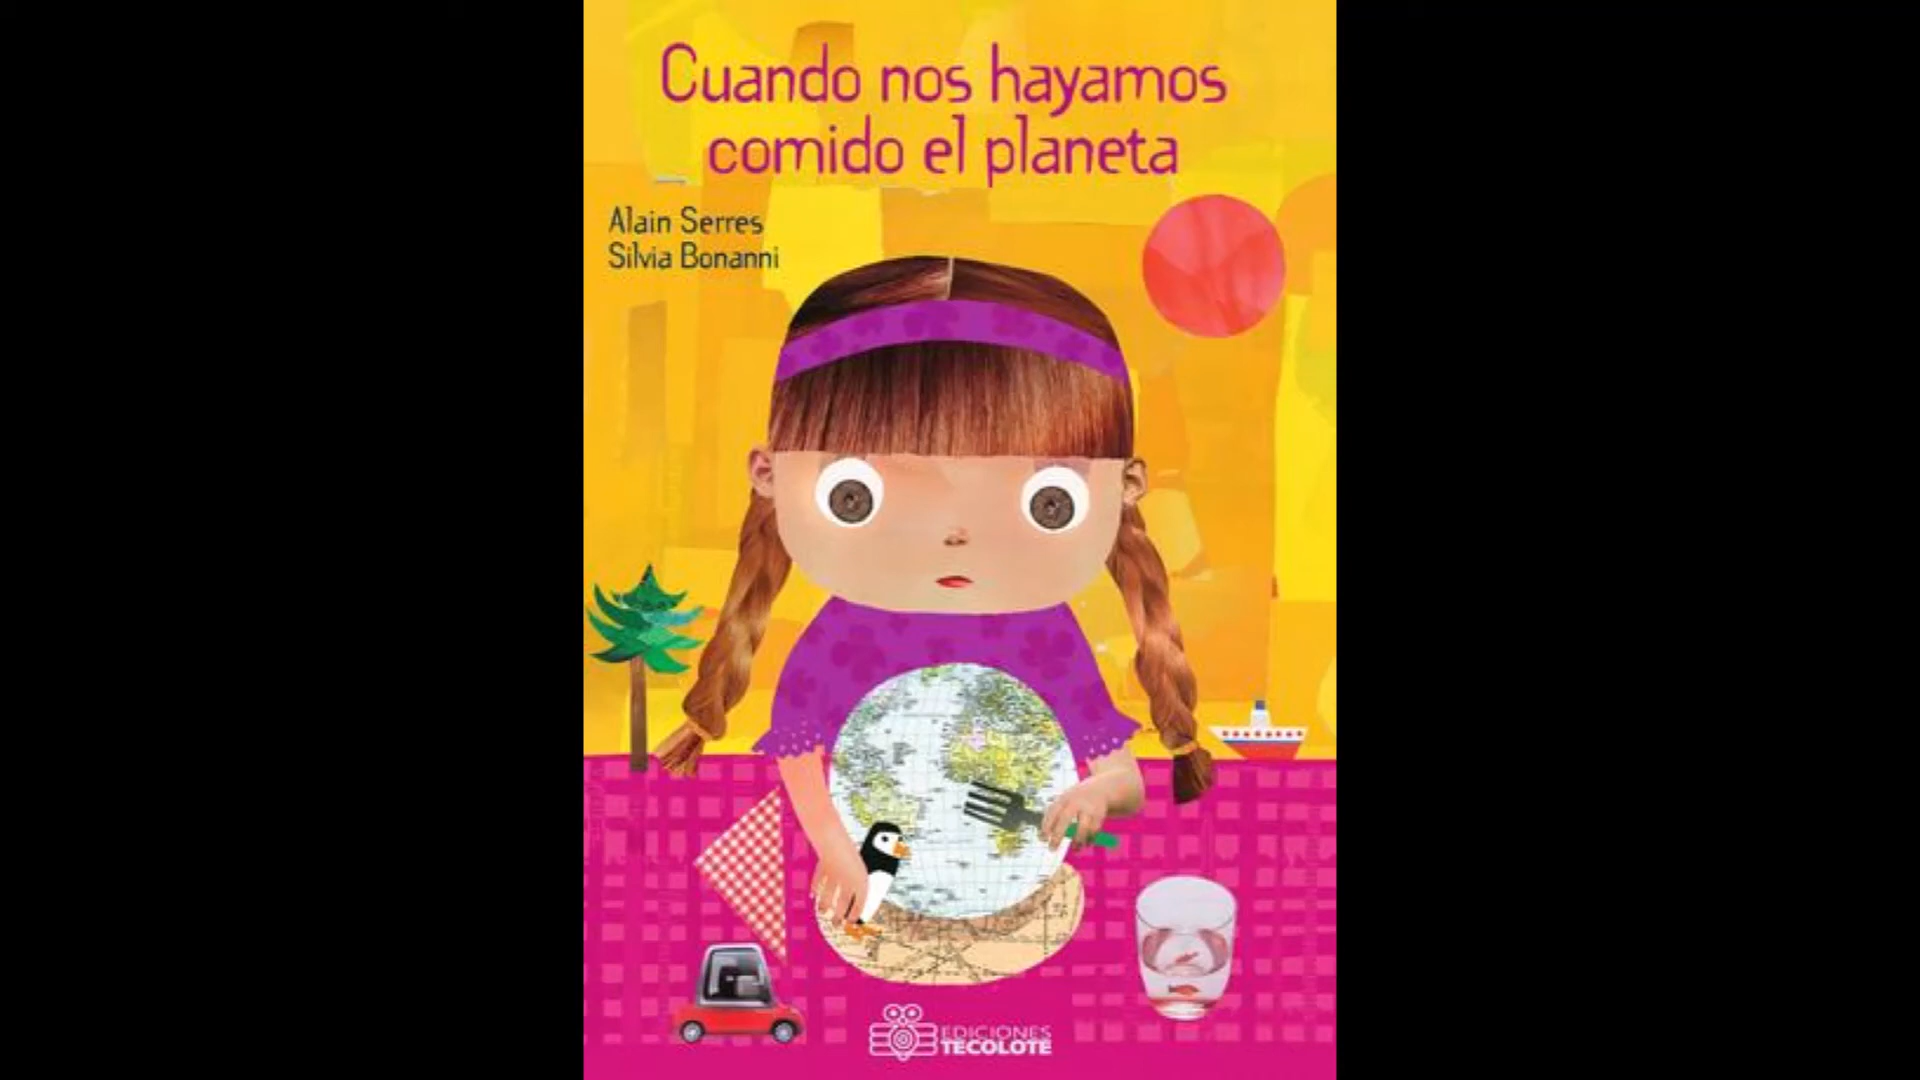 Cuando nos hayamos
comido el planeta
Alain Serres
Silvia Bonanni
EDICIONES
TECOLOTE